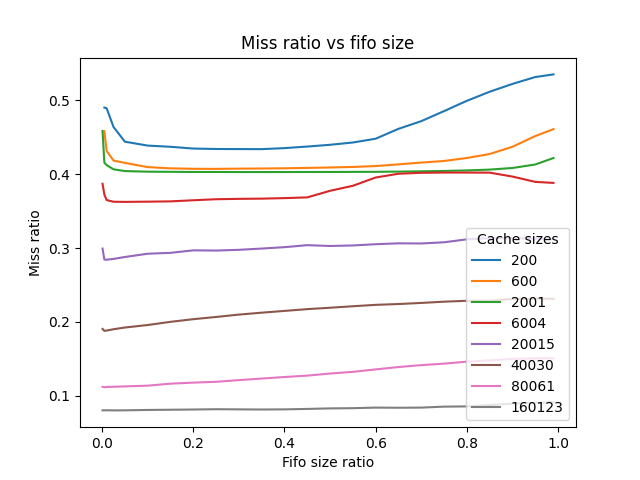 Miss ratio vs fifo size
Miss ratio
0.5
0.4
0.3
0.2
0.1
Cache sizes
200
600
2001
6004
20015
40030
80061
160123
0.0 0.2 0.4 0.6 0.8 1.0
Fifo size ratio